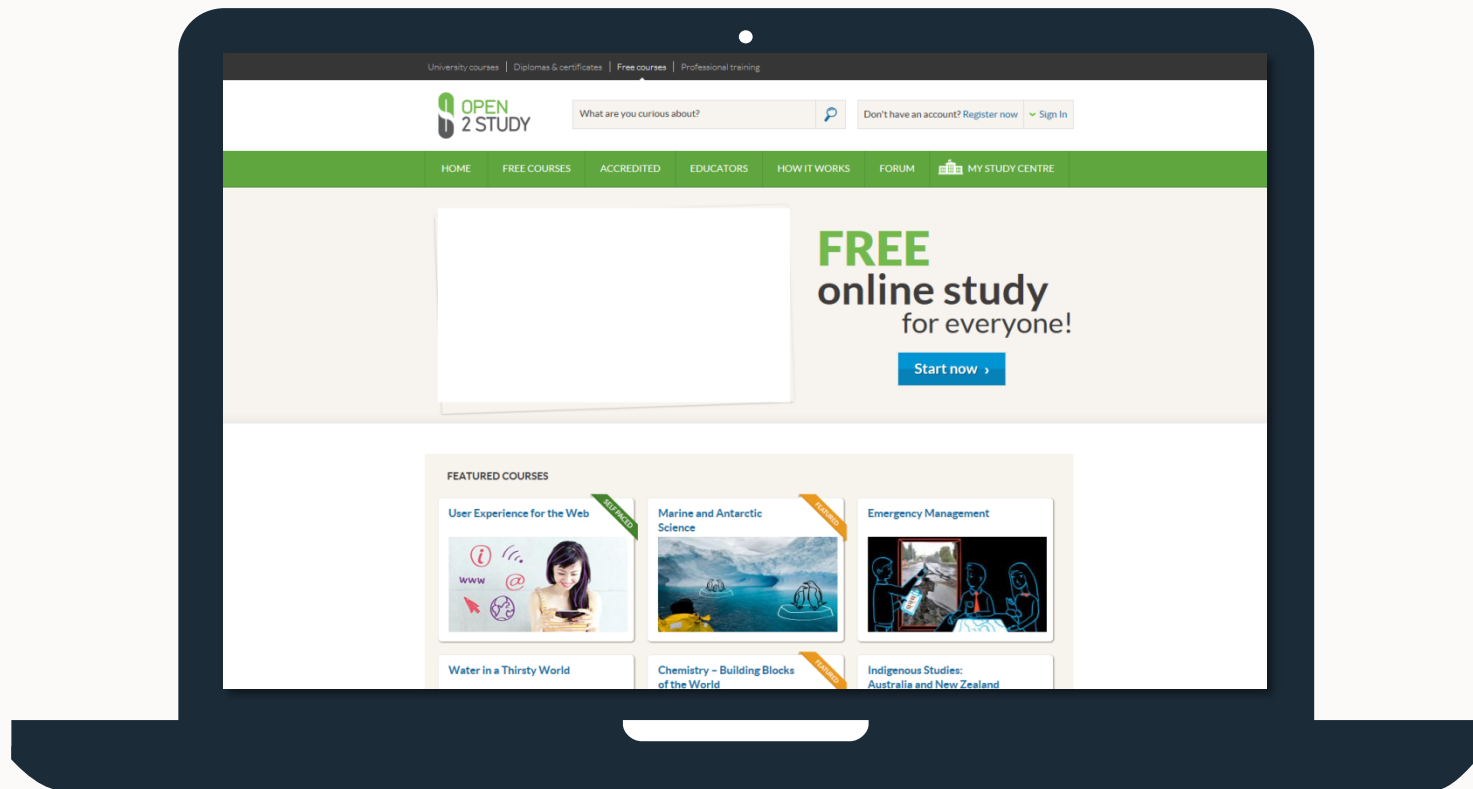 University courses | Diplomas & certificates | Free courses | Professional training
OPEN
2 STUDY
What are you curious about?
Don't have an account? Register now
Sign In
HOME
FREE COURSES
ACCREDITED
EDUCATORS
HOW IT WORKS
FORUM
MY STUDY CENTRE
FREE
online study
for everyone!
Start now ›
FEATURED COURSES
User Experience for the Web
SELF PACED
www
@
Marine and Antarctic
Science
FEATURED
Emergency Management
Water in a Thirsty World
Chemistry – Building Blocks
of the World
FEATURED
Indigenous Studies:
Australia and New Zealand